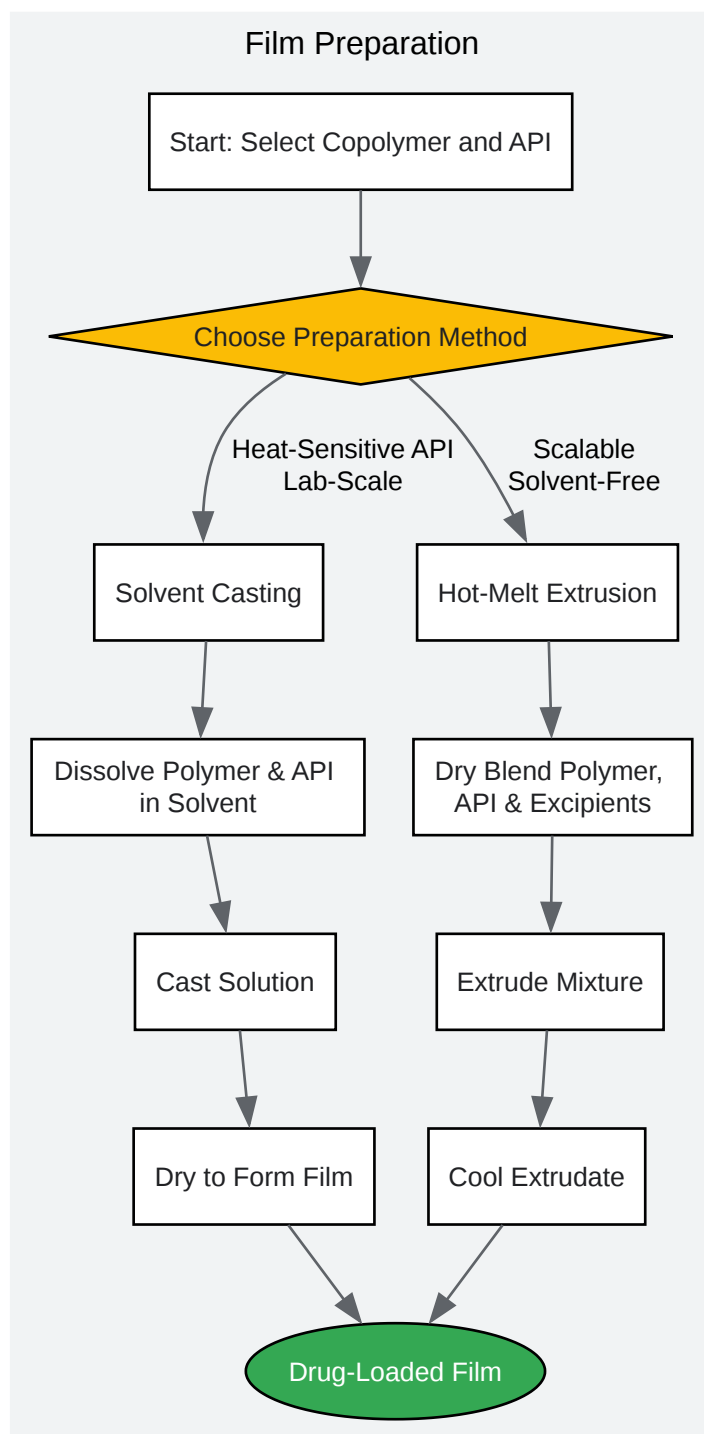 Film Preparation
Start: Select Copolymer and API
Choose Preparation Method
Heat-Sensitive API
Lab-Scale
Scalable
Solvent-Free
Solvent Casting
Hot-Melt Extrusion
Dissolve Polymer & API
in Solvent
Dry Blend Polymer,
API & Excipients
Cast Solution
Extrude Mixture
Dry to Form Film
Cool Extrudate
Drug-Loaded Film